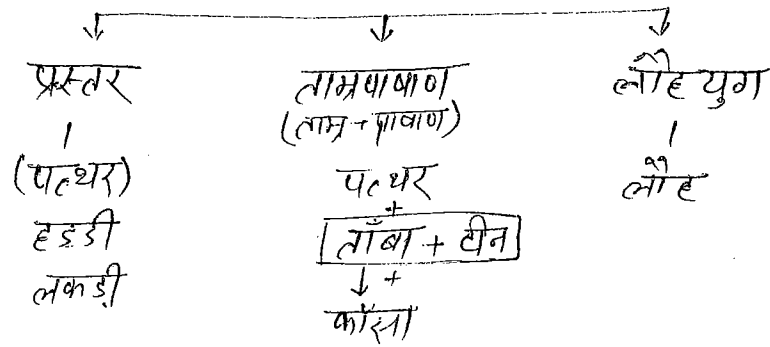 प्रस्तर
(पत्थर)
हड्डी
लकड़ी
ताम्रपाषाण
(ताम्र + पाषाण)
पत्थर
+
ताँबा + टीन
+
काँसा
लौह युग
लौह